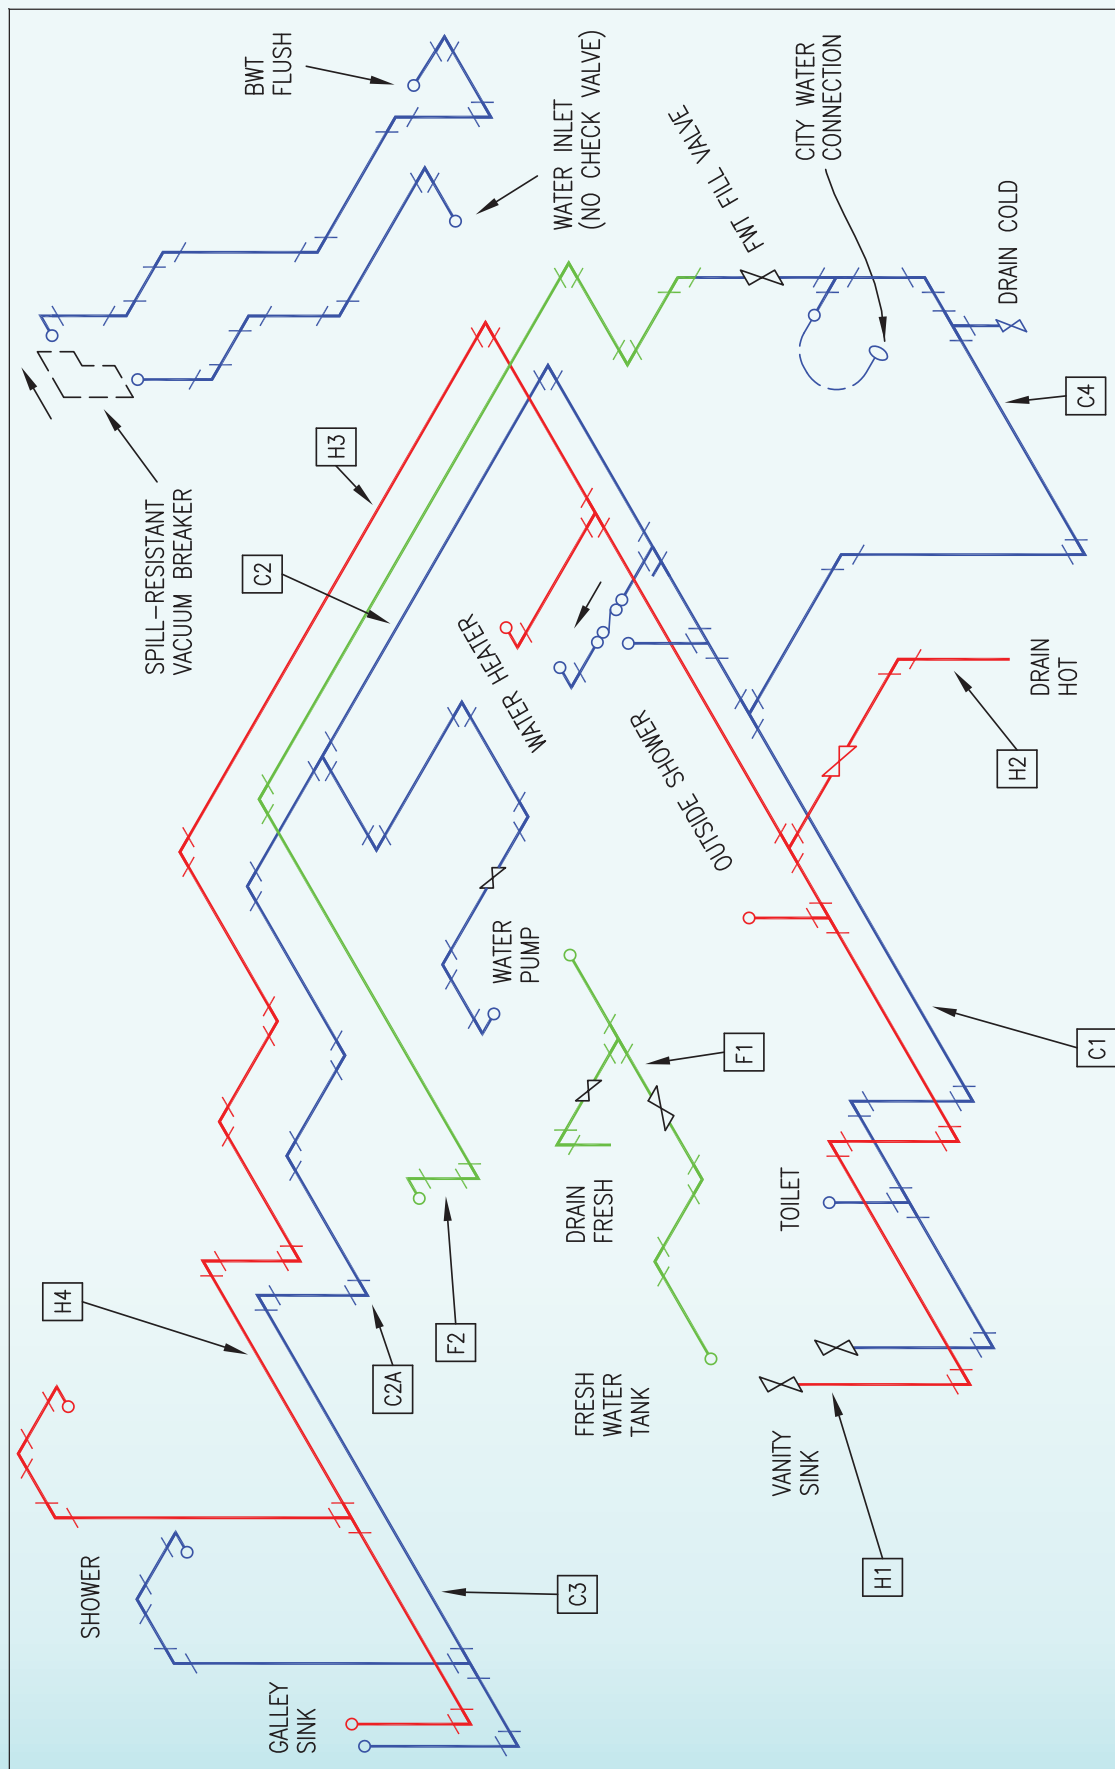 BWT
FLUSH
WATER INLET
(NO CHECK VALVE)
FWT FILL VALVE
CITY WATER
CONNECTION
DRAIN COLD
C4
SPILL-RESISTANT
VACUUM BREAKER
H3
C2
WATER HEATER
OUTSIDE SHOWER
DRAIN
HOT
H2
WATER
PUMP
F1
C1
DRAIN
FRESH
TOILET
H4
C2A
F2
FRESH
WATER
TANK
VANITY
SINK
H1
SHOWER
C3
GALLEY
SINK